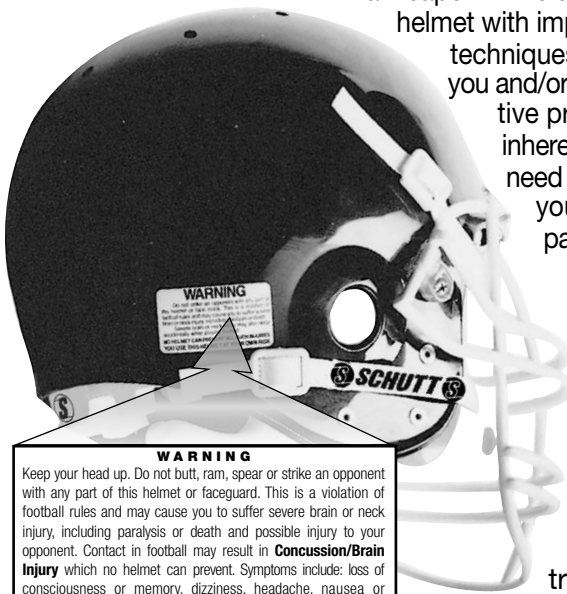 helmet with imp
techniques
you and/or
tive pr
inhere
need
you
pa
WARNING
SCHUTT
WARNING
Keep your head up. Do not butt, ram, spear or strike an opponent
with any part of this helmet or faceguard. This is a violation of
football rules and may cause you to suffer severe brain or neck
injury, including paralysis or death and possible injury to your
opponent. Contact in football may result in Concussion/Brain
Injury which no helmet can prevent. Symptoms include: loss of
consciousness or memory, dizziness, headache, nausea or
tr